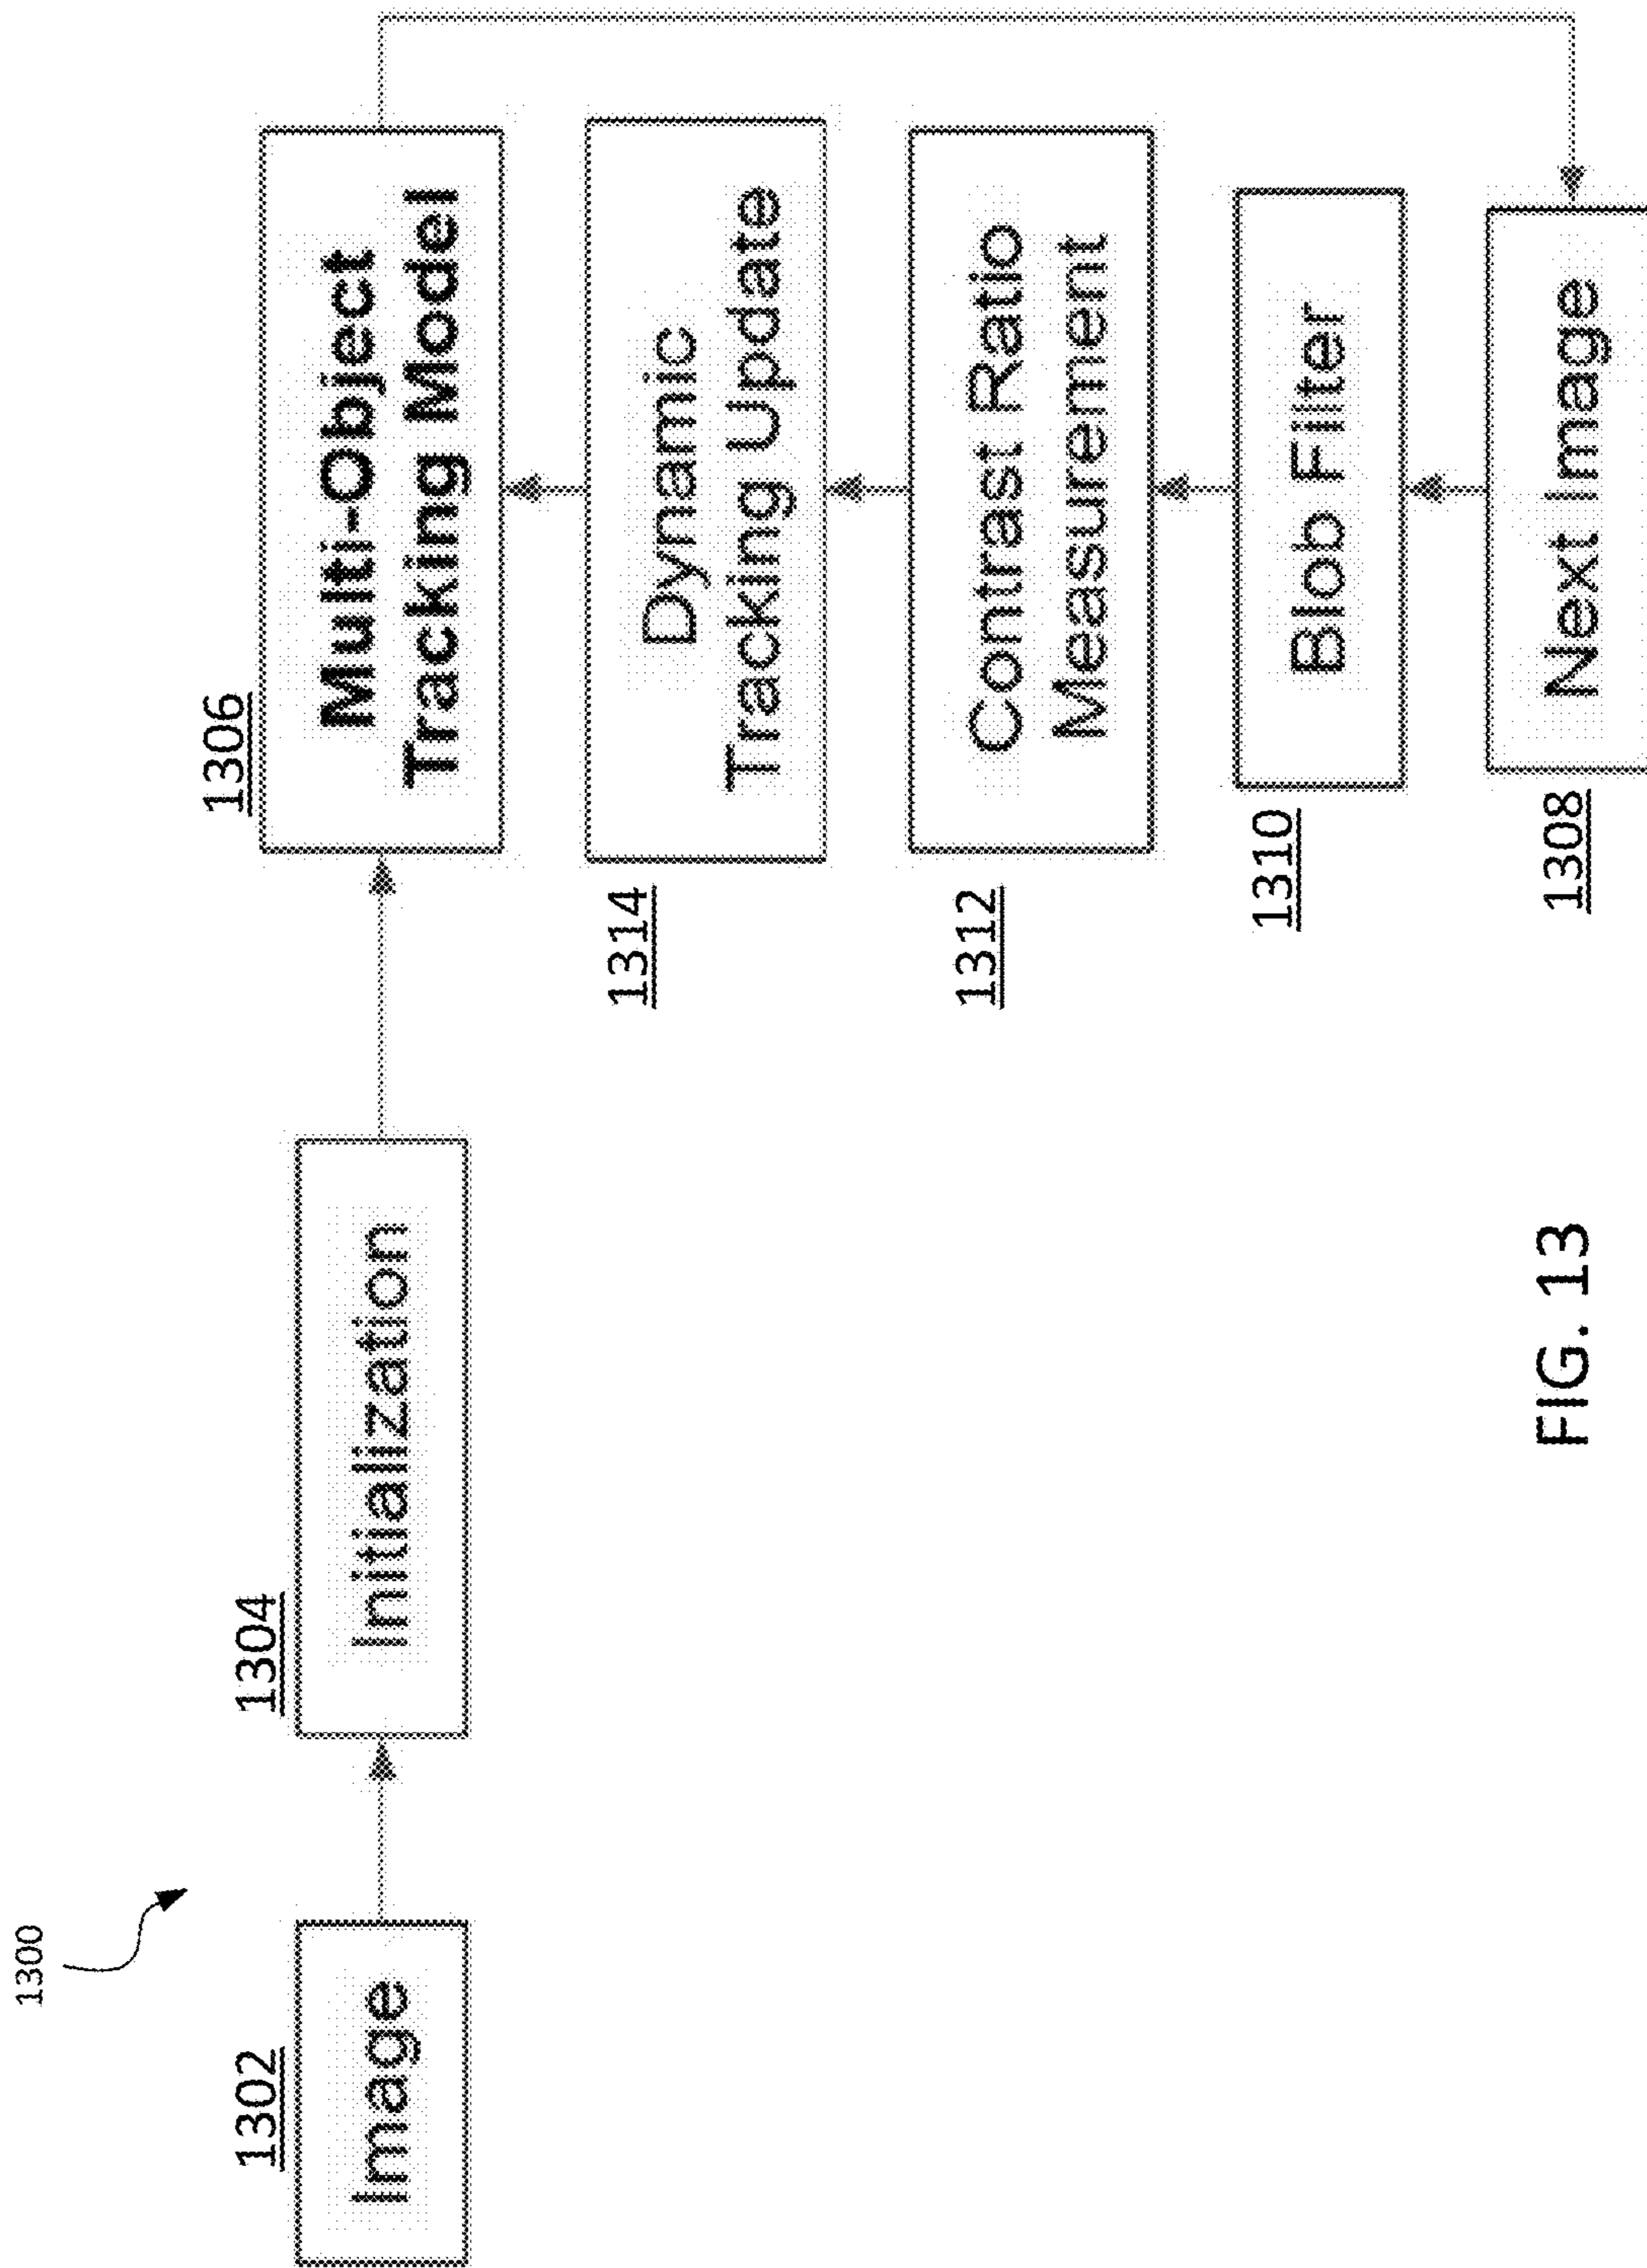 1300
1302
Image
1304
Initialization
1306
Multi-Object
Tracking Model
1314
Dynamic
Tracking Update
1312
Contrast Ratio
Measurement
1310
Blob Filter
1308
Next Image
FIG. 13